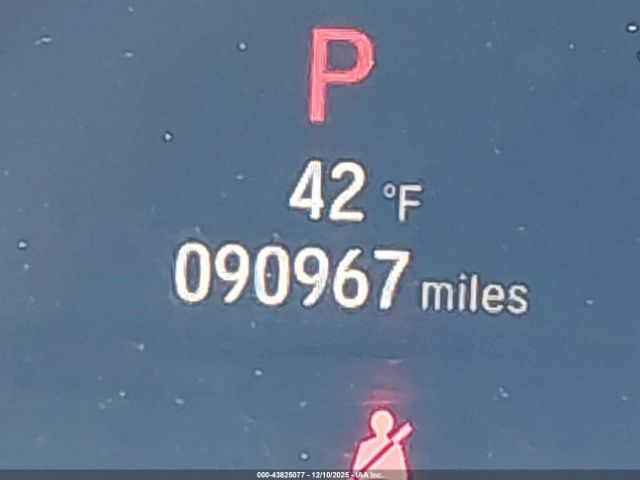 P
42 °F
090967 miles
000-43825077 - 12/10/2025 - IAA Inc.